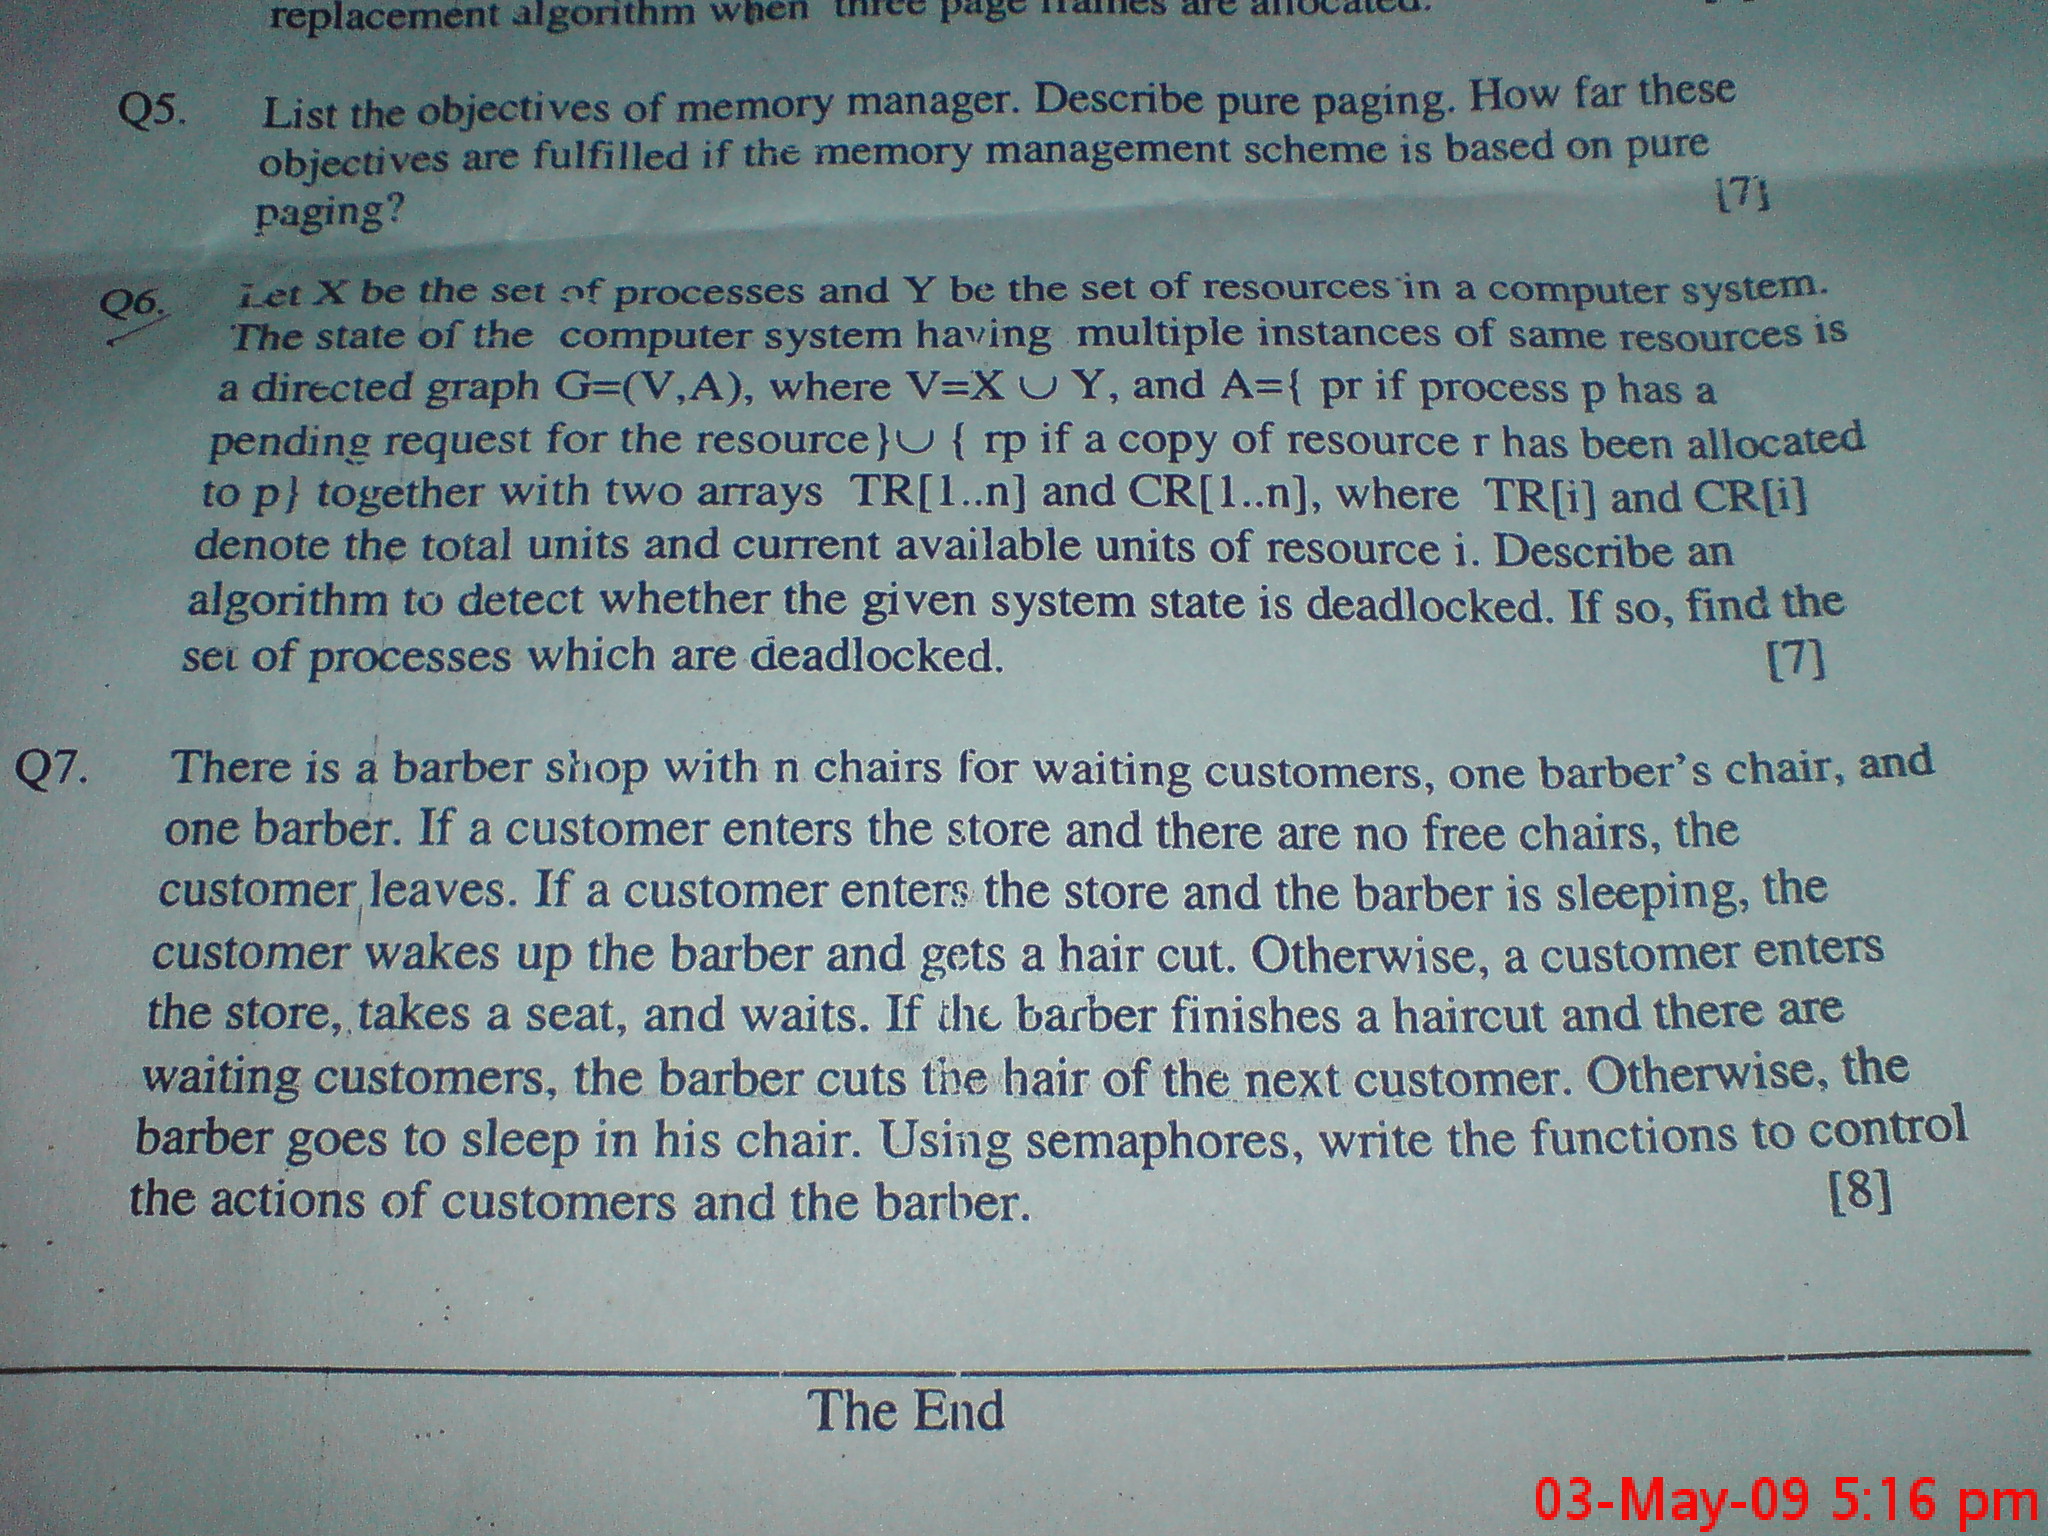 replacement algorithm when three page frames are allocated.
Q5. List the objectives of memory manager. Describe pure paging. How far these
objectives are fulfilled if the memory management scheme is based on pure
paging? [7]
Q6. Let X be the set of processes and Y be the set of resources in a computer system.
The state of the computer system having multiple instances of same resources is
a directed graph G=(V,A), where V=X ∪ Y, and A={ pr if process p has a
pending request for the resource}∪ { rp if a copy of resource r has been allocated
to p} together with two arrays TR[1..n] and CR[1..n], where TR[i] and CR[i]
denote the total units and current available units of resource i. Describe an
algorithm to detect whether the given system state is deadlocked. If so, find the
set of processes which are deadlocked. [7]
Q7. There is a barber shop with n chairs for waiting customers, one barber's chair, and
one barber. If a customer enters the store and there are no free chairs, the
customer leaves. If a customer enters the store and the barber is sleeping, the
customer wakes up the barber and gets a hair cut. Otherwise, a customer enters
the store, takes a seat, and waits. If the barber finishes a haircut and there are
waiting customers, the barber cuts the hair of the next customer. Otherwise, the
barber goes to sleep in his chair. Using semaphores, write the functions to control
the actions of customers and the barber. [8]
The End
03-May-09 5:16 pm